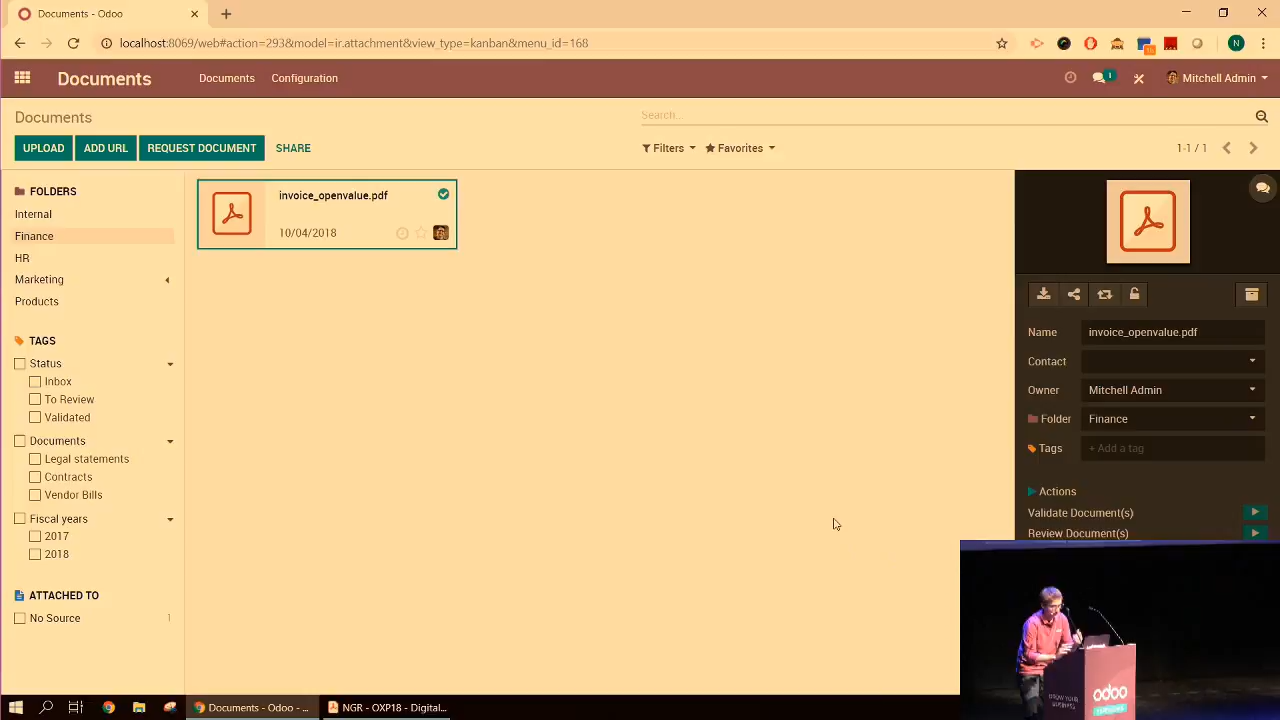 Documents - Odoo
localhost:8069/web#action=293&model=ir.attachment&view_type=kanban&menu_id=168
N
Documents
Documents
Configuration
1
Mitchell Admin
Documents
Search...
UPLOAD
ADD URL
REQUEST DOCUMENT
SHARE
Filters
Favorites
1-1 / 1
FOLDERS
Internal
Finance
HR
Marketing
Products
TAGS
Status
Inbox
To Review
Validated
Documents
Legal statements
Contracts
Vendor Bills
Fiscal years
2017
2018
ATTACHED TO
No Source
1
invoice_openvalue.pdf
10/04/2018
Name
invoice_openvalue.pdf
Contact
Owner
Mitchell Admin
Folder
Finance
Tags
+ Add a tag
Actions
Validate Document(s)
Review Document(s)
odoo
Documents - Odoo - ...
NGR - OXP18 - Digital...